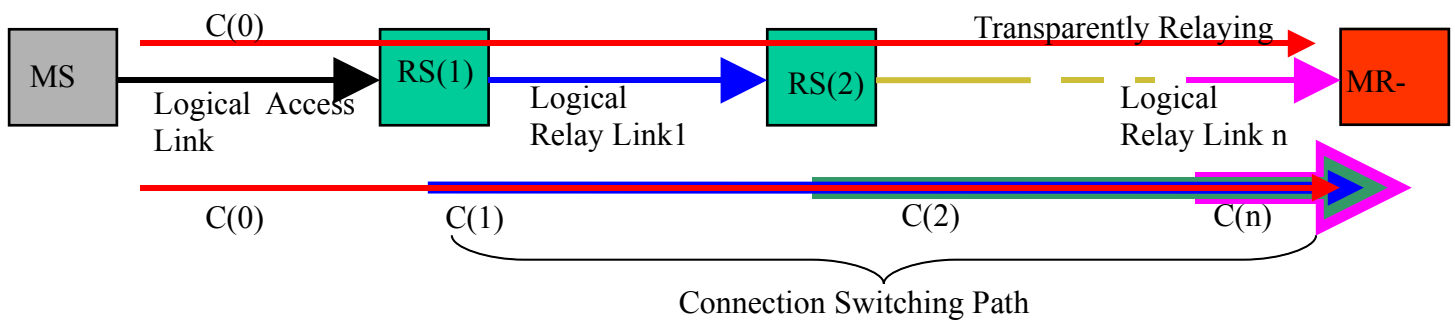 C(0)
Transparently Relaying
MS
RS(1)
RS(2)
MR-
Logical Access
Link
Logical
Relay Link1
Logical
Relay Link n
C(0)
C(1)
C(2)
C(n)
Connection Switching Path